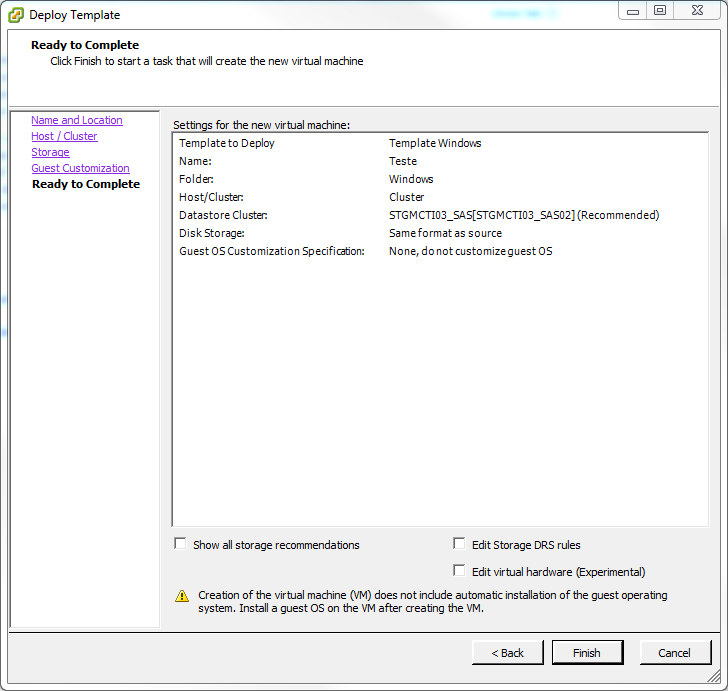 Deploy Template
Ready to Complete
Click Finish to start a task that will create the new virtual machine
Name and Location
Host / Cluster
Storage
Guest Customization
Ready to Complete
Settings for the new virtual machine:
Template to Deploy Template Windows
Name: Teste
Folder: Windows
Host/Cluster: Cluster
Datastore Cluster: STGMCTI03_SAS[STGMCTI03_SAS02] (Recommended)
Disk Storage: Same format as source
Guest OS Customization Specification: None, do not customize guest OS
Show all storage recommendations
Edit Storage DRS rules
Edit virtual hardware (Experimental)
Creation of the virtual machine (VM) does not include automatic installation of the guest operating
system. Install a guest OS on the VM after creating the VM.
< Back Finish Cancel